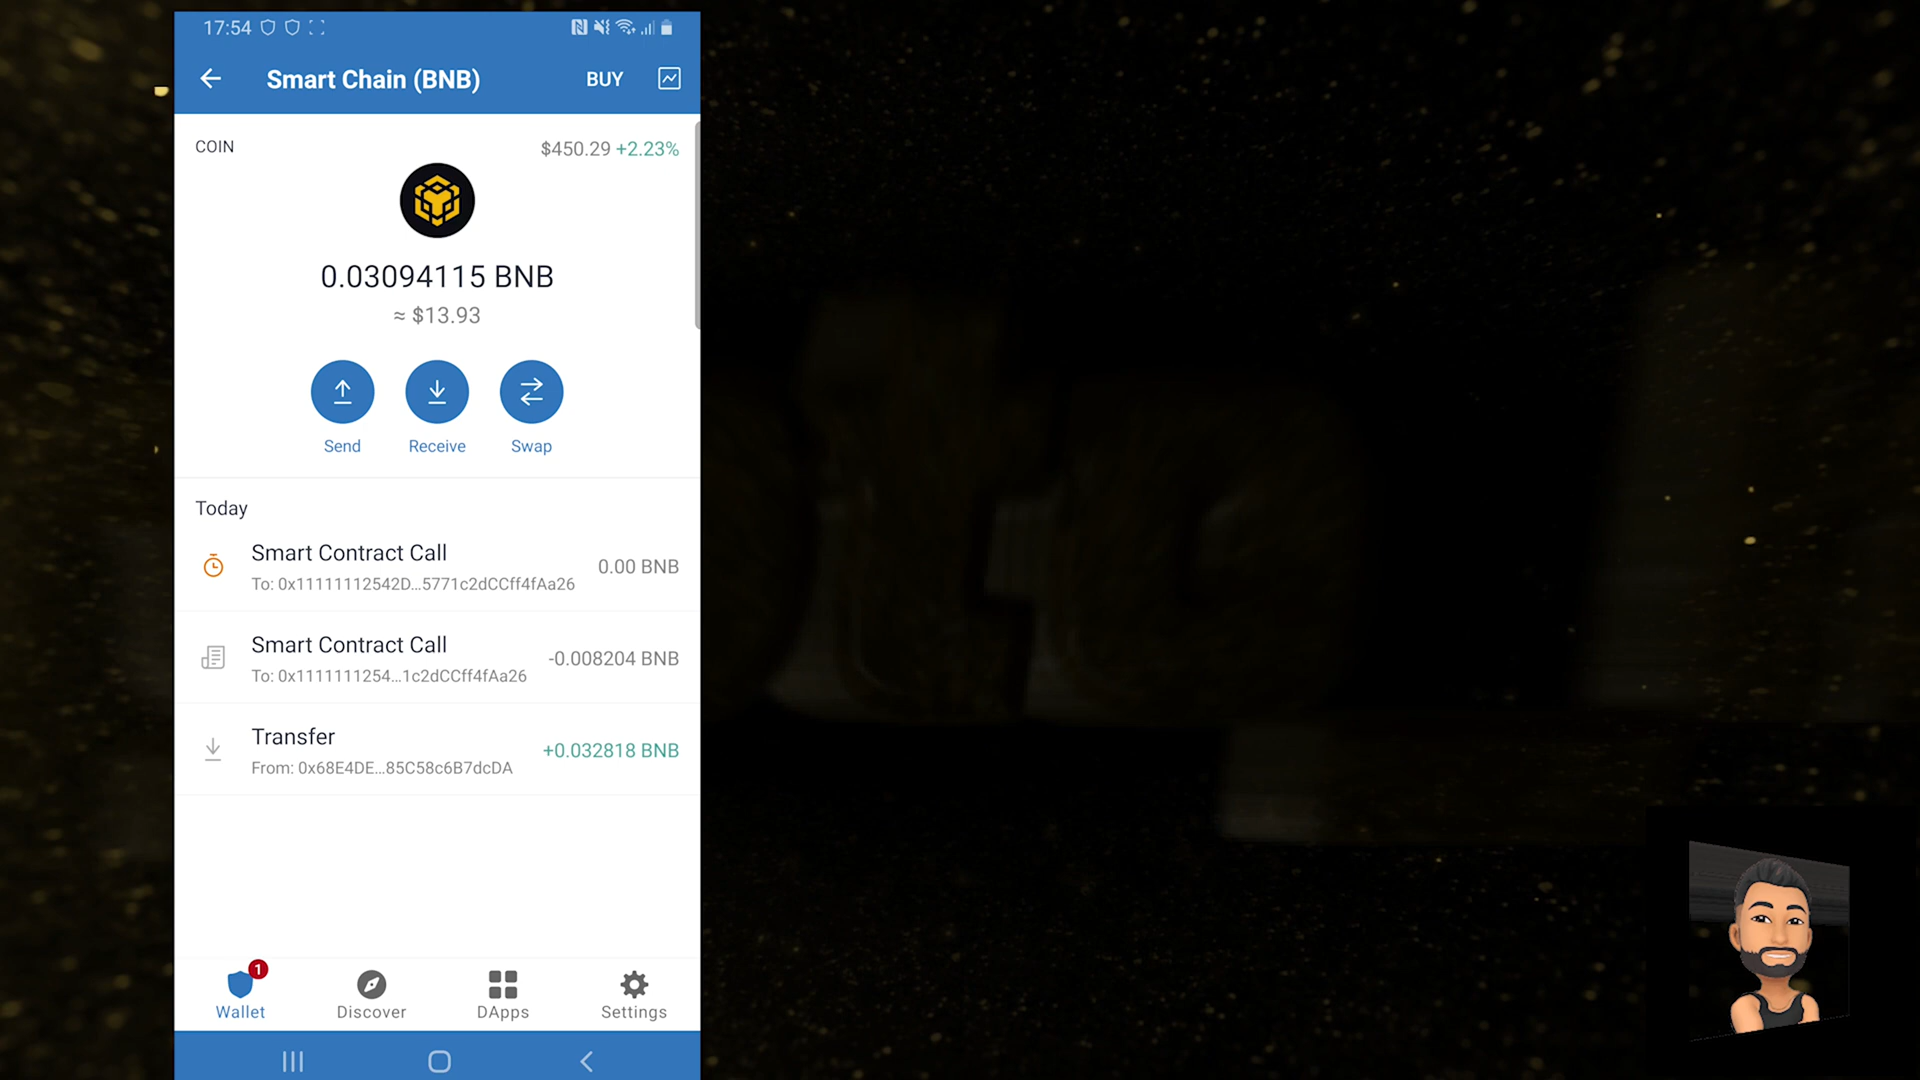 17:54
Smart Chain (BNB)
BUY
COIN
$450.29 +2.23%
0.03094115 BNB
≈ $13.93
Send
Receive
Swap
Today
Smart Contract Call
0.00 BNB
To: 0x11111112542D...5771c2dCCff4fAa26
Smart Contract Call
-0.008204 BNB
To: 0x1111111254...1c2dCCff4fAa26
Transfer
+0.032818 BNB
From: 0x68E4DE...85C58c6B7dcDA
1
Wallet
Discover
DApps
Settings